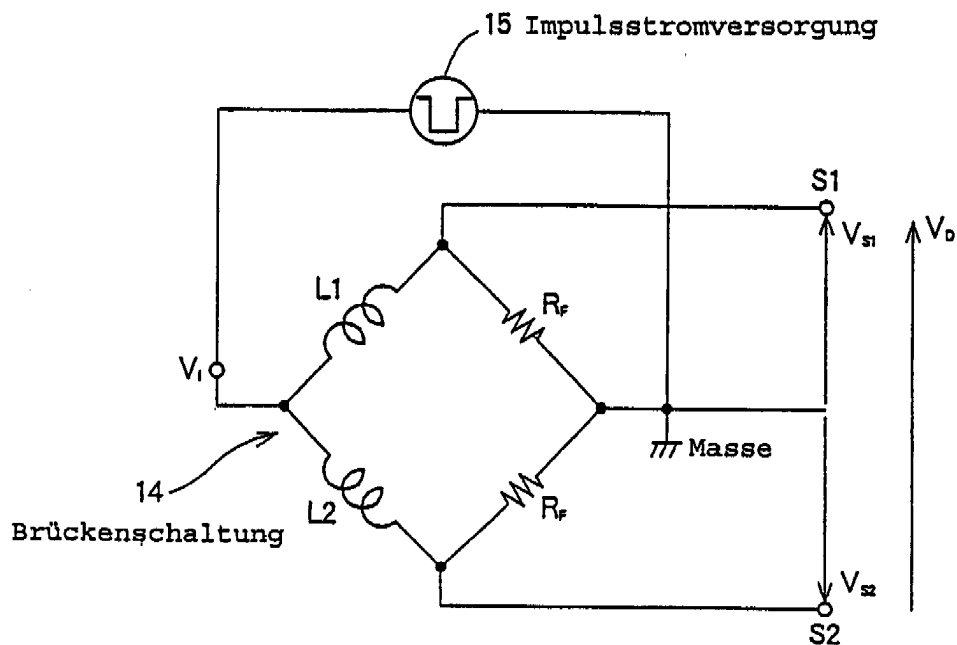 15 Impulsstromversorgung
S1
V_S1
V_D
L1
R_F
V_I
Masse
14
L2
R_F
Brückenschaltung
V_S2
S2